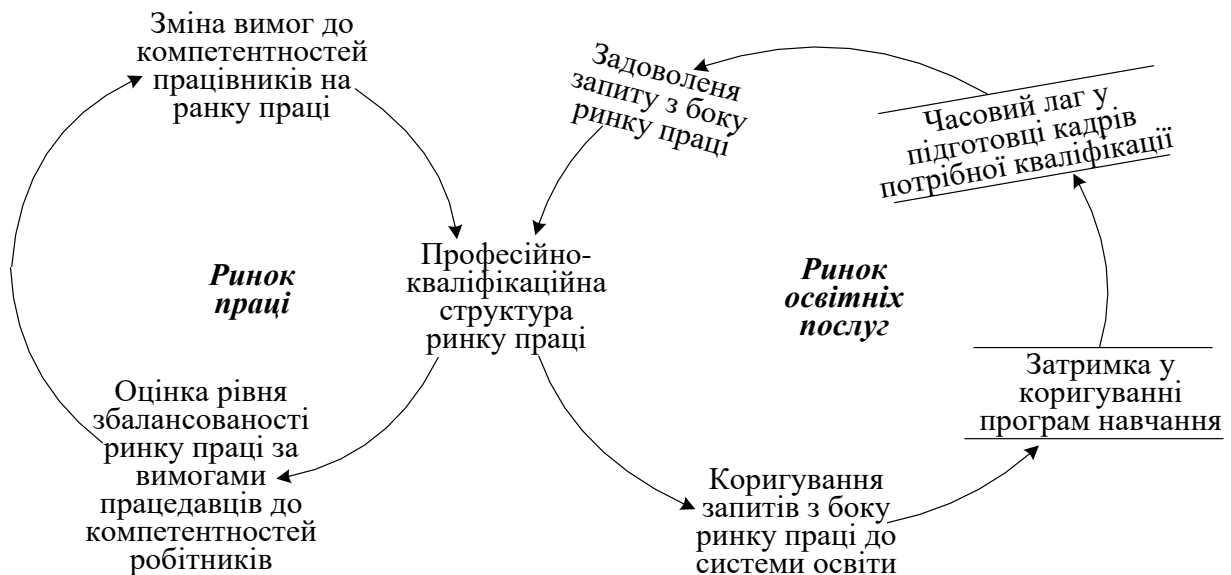 Зміна вимог до
компетентностей
працівників на
ранку праці
Задоволеня
запиту з боку
ринку праці
Часовий лаг у
підготовці кадрів
потрібної кваліфікації
Ринок
праці
Професійно-
кваліфікаційна
структура
ринку праці
Ринок
освітніх
послуг
Оцінка рівня
збалансованості
ринку праці за
вимогами
працедавців до
компетентностей
робітників
Затримка у
коригуванні
програм навчання
Коригування
запитів з боку
ринку праці до
системи освіти